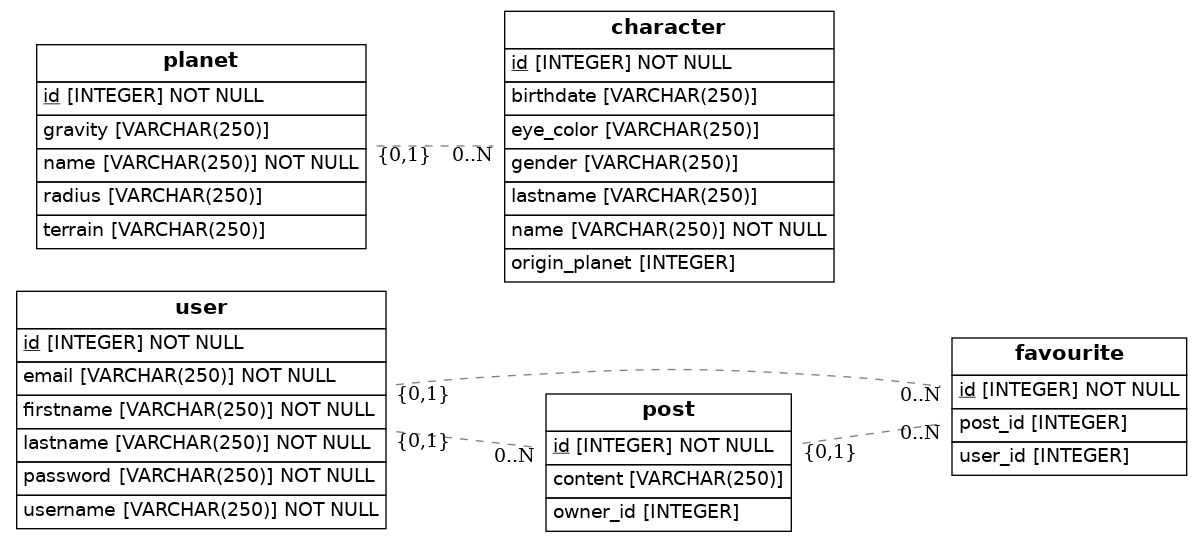 planet
id [INTEGER] NOT NULL
gravity [VARCHAR(250)]
name [VARCHAR(250)] NOT NULL
radius [VARCHAR(250)]
terrain [VARCHAR(250)]
{0,1}
0..N
character
id [INTEGER] NOT NULL
birthdate [VARCHAR(250)]
eye_color [VARCHAR(250)]
gender [VARCHAR(250)]
lastname [VARCHAR(250)]
name [VARCHAR(250)] NOT NULL
origin_planet [INTEGER]
user
id [INTEGER] NOT NULL
email [VARCHAR(250)] NOT NULL
firstname [VARCHAR(250)] NOT NULL
lastname [VARCHAR(250)] NOT NULL
password [VARCHAR(250)] NOT NULL
username [VARCHAR(250)] NOT NULL
{0,1}
0..N
{0,1}
0..N
post
id [INTEGER] NOT NULL
content [VARCHAR(250)]
owner_id [INTEGER]
{0,1}
0..N
favourite
id [INTEGER] NOT NULL
post_id [INTEGER]
user_id [INTEGER]